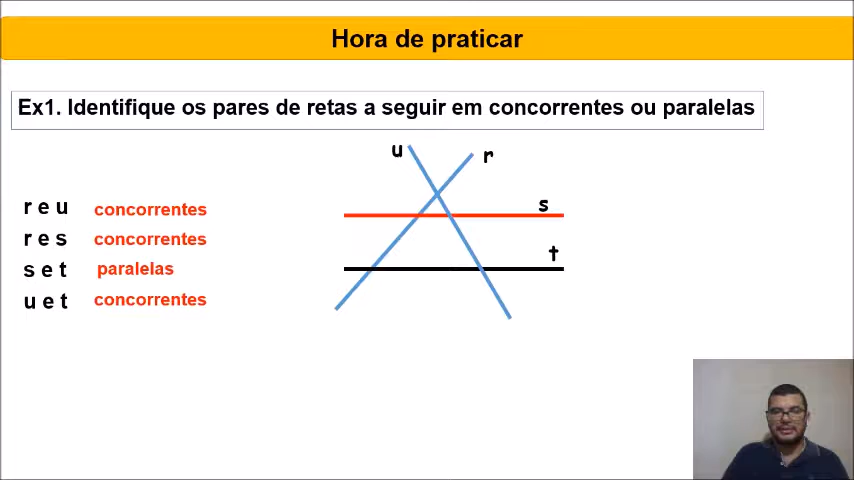 Hora de praticar
Ex1. Identifique os pares de retas a seguir em concorrentes ou paralelas
u
r
s
t
r e u concorrentes
r e s concorrentes
s e t paralelas
u e t concorrentes